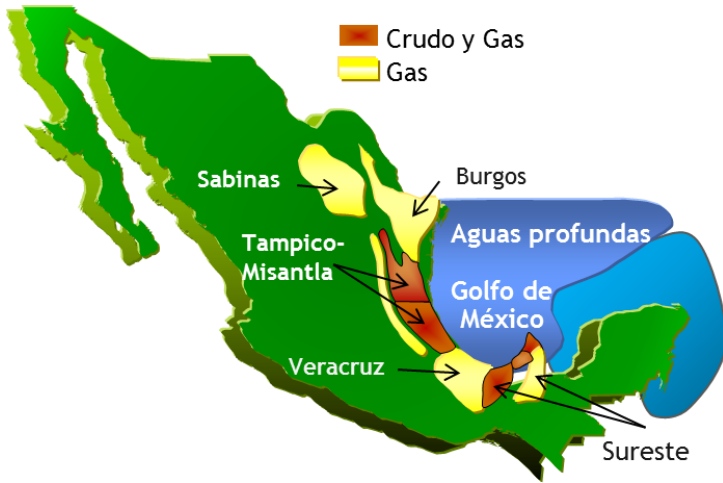 Crudo y Gas
Gas
Sabinas
Burgos
Aguas profundas
Tampico-
Misantla
Golfo de
México
Veracruz
Sureste